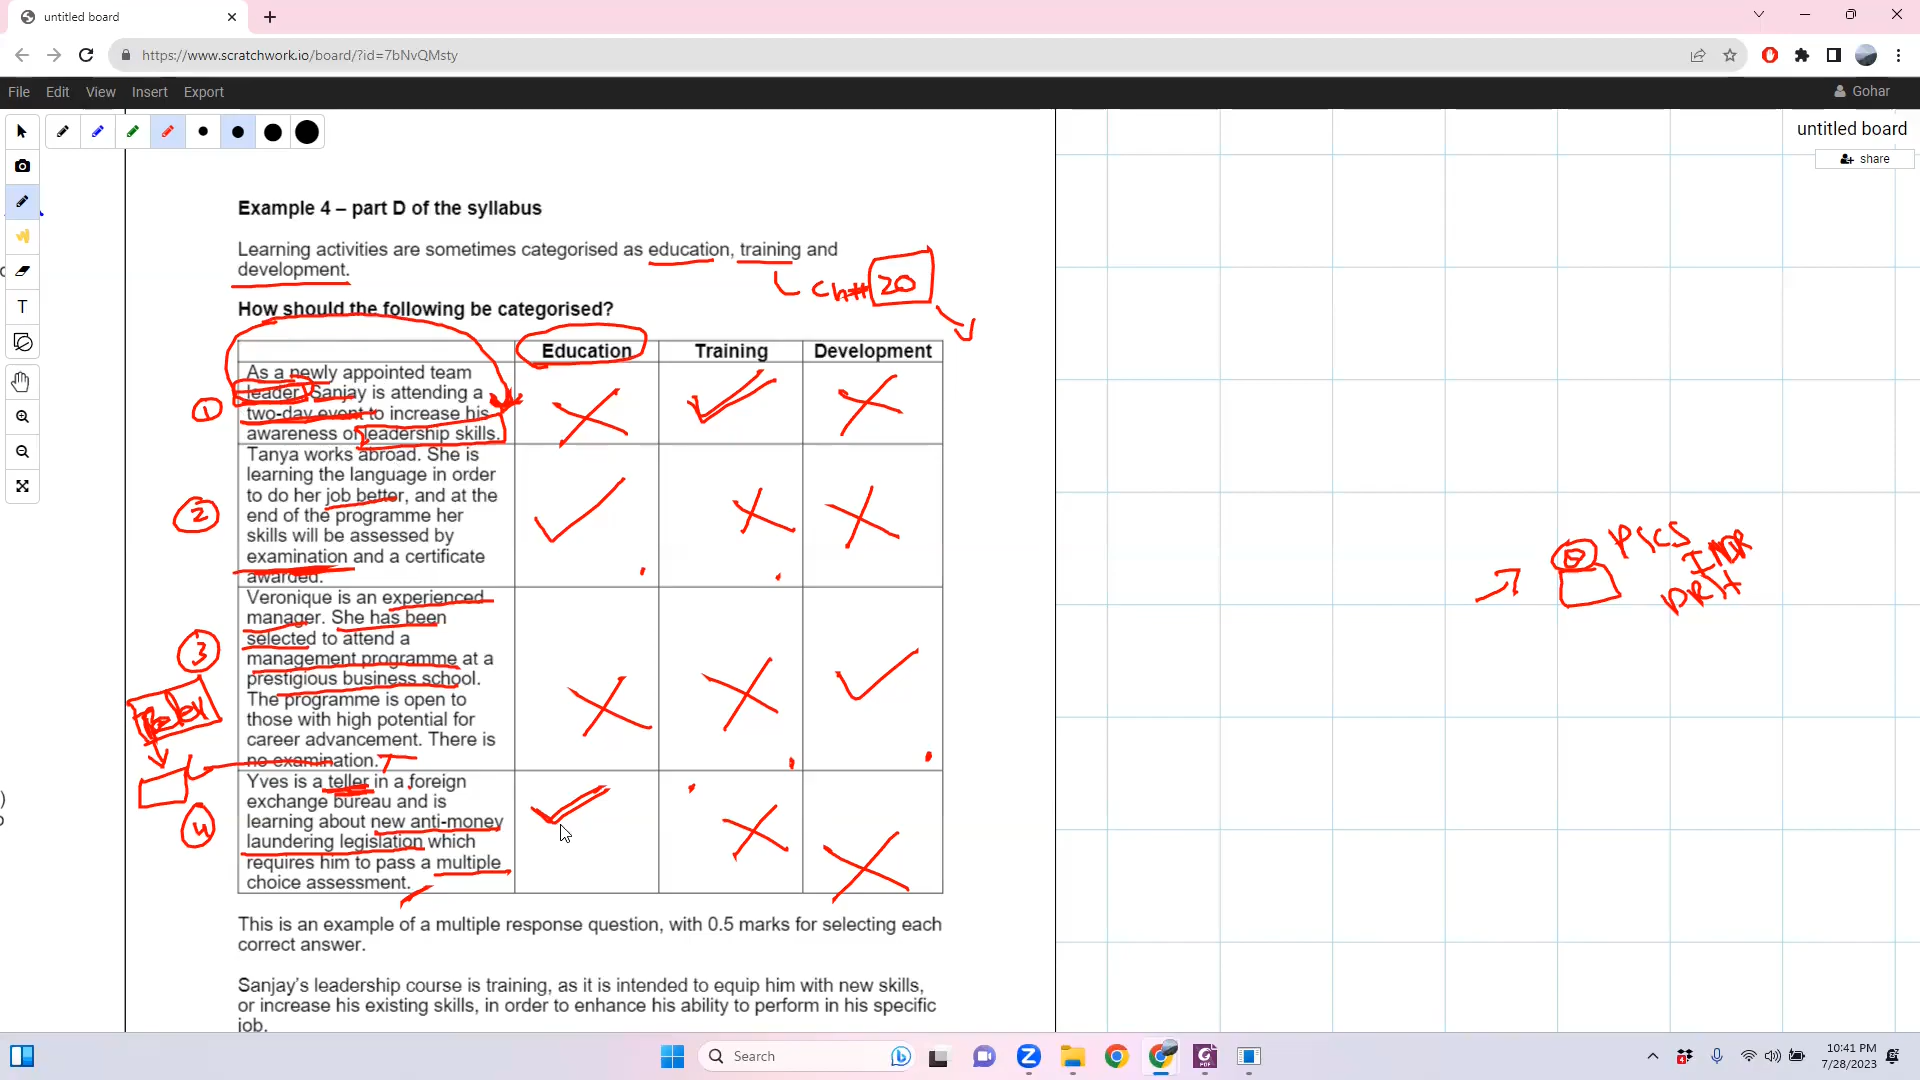 untitled board
https://www.scratchwork.io/board/?id=7bNvQMsty
File Edit View Insert Export
Gohar
untitled board
share
T
Example 4 – part D of the syllabus
Learning activities are sometimes categorised as education, training and
development.
Ch# 20
How should the following be categorised?
Education Training Development
1
As a newly appointed team
leader, Sanjay is attending a
two-day event to increase his
awareness of leadership skills.
2
Tanya works abroad. She is
learning the language in order
to do her job better, and at the
end of the programme her
skills will be assessed by
examination and a certificate
awarded.
3
Veronique is an experienced
manager. She has been
selected to attend a
management programme at a
prestigious business school.
The programme is open to
those with high potential for
career advancement. There is
no examination.
4
Yves is a teller in a foreign
exchange bureau and is
learning about new anti-money
laundering legislation which
requires him to pass a multiple
choice assessment.
This is an example of a multiple response question, with 0.5 marks for selecting each
correct answer.
Sanjay's leadership course is training, as it is intended to equip him with new skills,
or increase his existing skills, in order to enhance his ability to perform in his specific
job.
Search
10:41 PM
7/28/2023